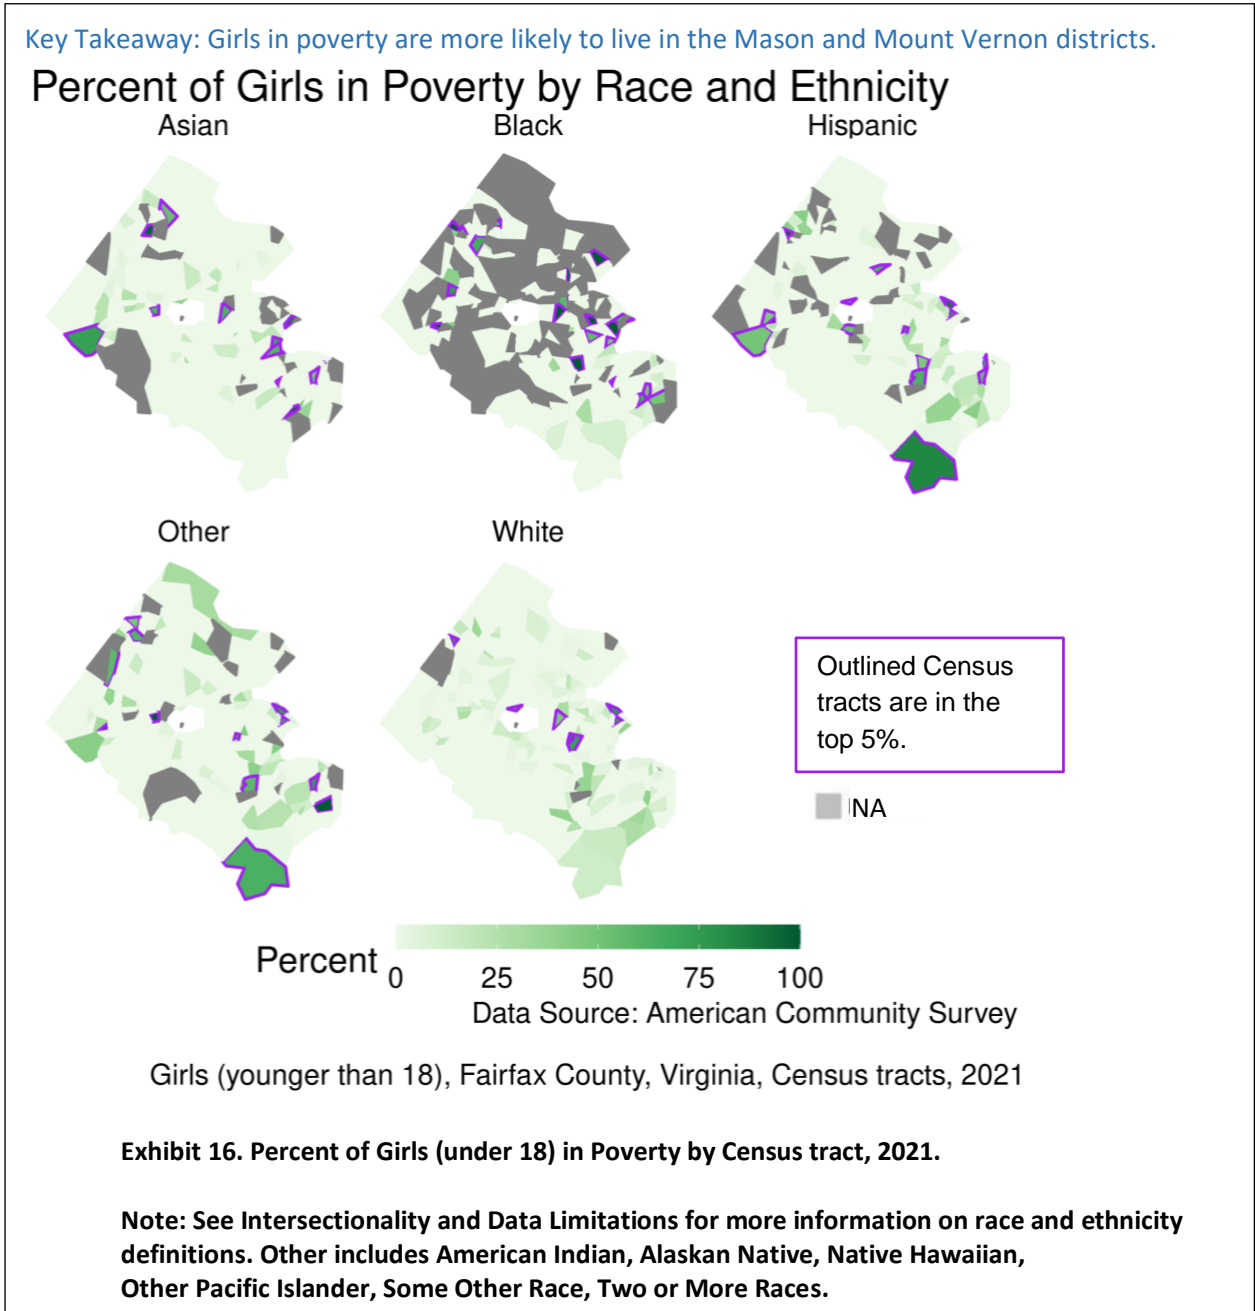 Key Takeaway: Girls in poverty are more likely to live in the Mason and Mount Vernon districts.
Percent of Girls in Poverty by Race and Ethnicity
Asian
Black
Hispanic
Other
White
Outlined Census
tracts are in the
top 5%.
NA
Percent
0 25 50 75 100
Data Source: American Community Survey
Girls (younger than 18), Fairfax County, Virginia, Census tracts, 2021
Exhibit 16. Percent of Girls (under 18) in Poverty by Census tract, 2021.
Note: See Intersectionality and Data Limitations for more information on race and ethnicity
definitions. Other includes American Indian, Alaskan Native, Native Hawaiian,
Other Pacific Islander, Some Other Race, Two or More Races.